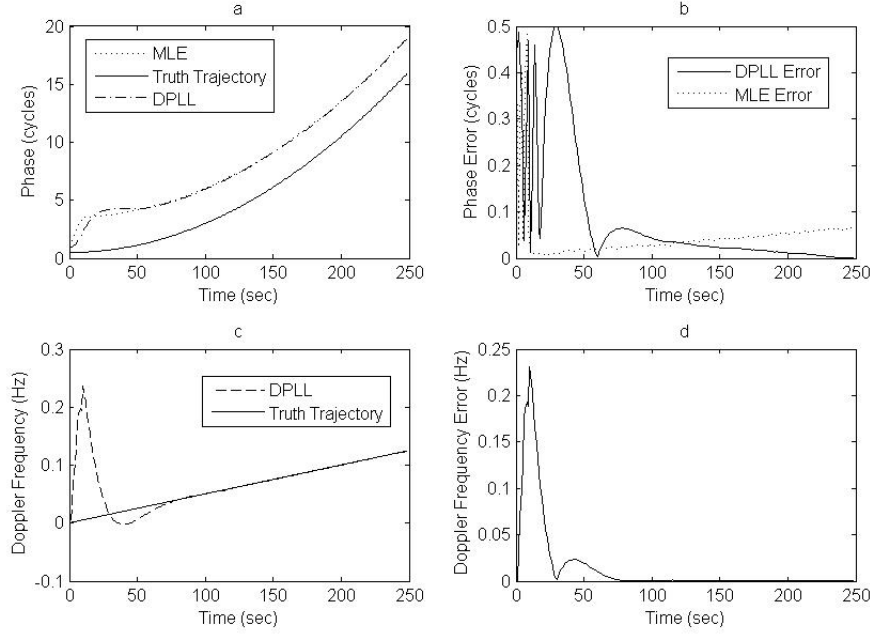 a
20
15
10
5
0
Phase (cycles)
MLE
Truth Trajectory
DPLL
0 50 100 150 200 250
Time (sec)
b
0.5
0.4
0.3
0.2
0.1
0
Phase Error (cycles)
DPLL Error
MLE Error
0 50 100 150 200 250
Time (sec)
c
0.3
0.2
0.1
0
-0.1
Doppler Frequency (Hz)
DPLL
Truth Trajectory
0 50 100 150 200 250
Time (sec)
d
0.25
0.2
0.15
0.1
0.05
0
Doppler Frequency Error (Hz)
0 50 100 150 200 250
Time (sec)